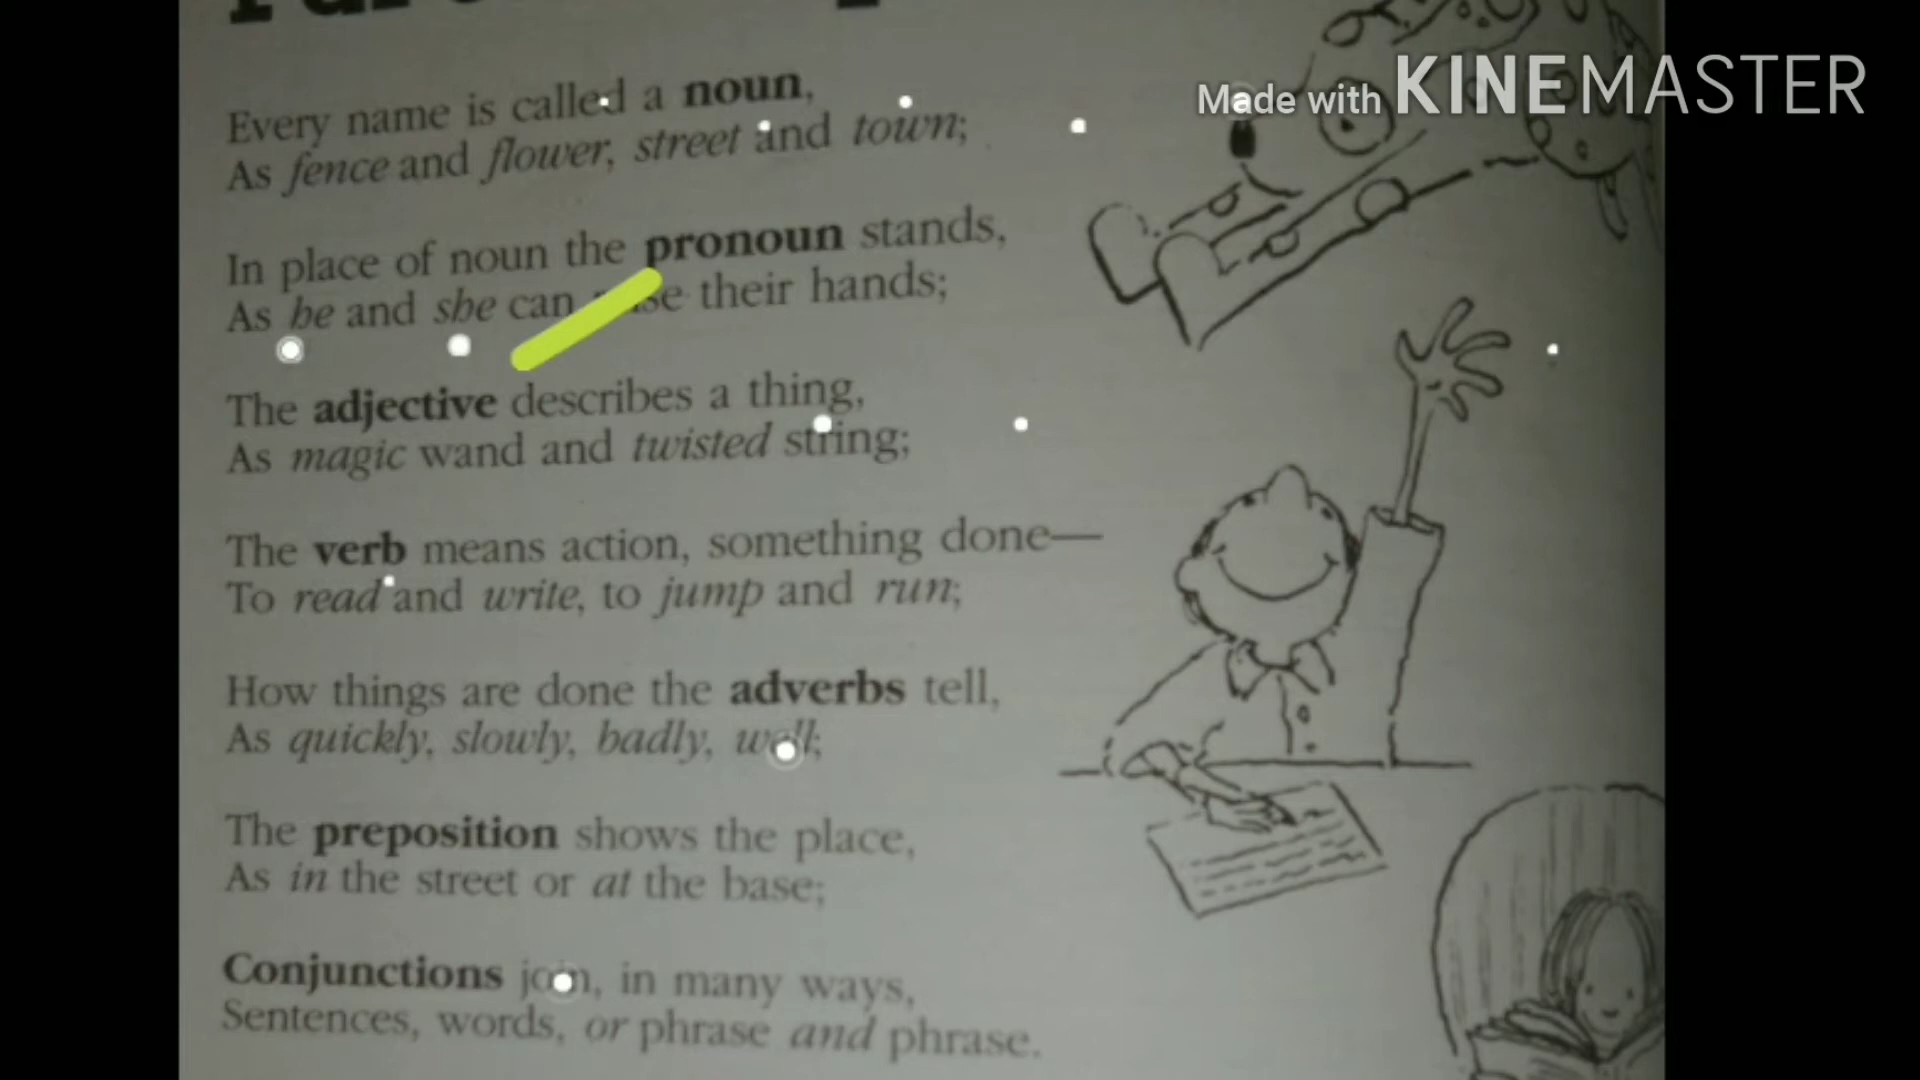 Made with KINEMASTER
Every name is called a noun,
As fence and flower, street and town;
In place of noun the pronoun stands,
As he and she can their hands;
The adjective describes a thing,
As magic wand and twisted string;
The verb means action, something done—
To read and write, to jump and run;
How things are done the adverbs tell,
As quickly, slowly, badly, well;
The preposition shows the place,
As in the street or at the base;
Conjunctions join, in many ways,
Sentences, words, or phrase and phrase.